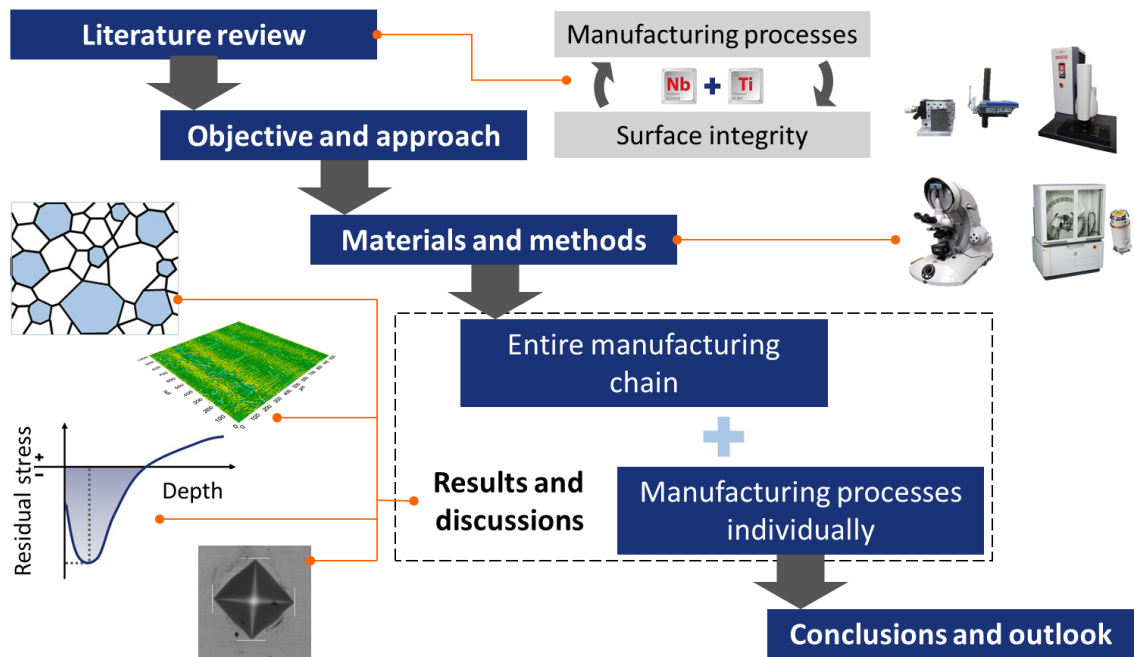 Literature review
Manufacturing processes
Nb
Ti
Surface integrity
Objective and approach
Materials and methods
Entire manufacturing
chain
Results and
discussions
Manufacturing processes
individually
Residual stress
+
-
Depth
Conclusions and outlook